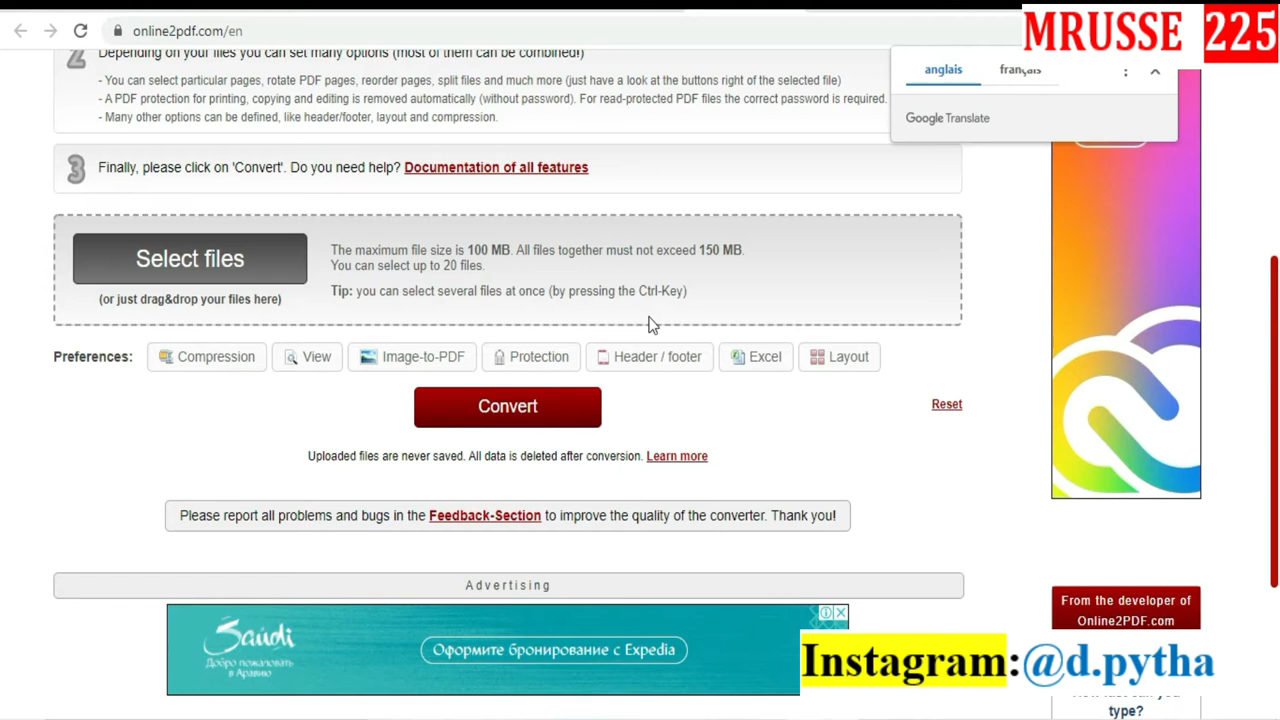 online2pdf.com/en
MRUSSE 225
anglais
français
Google Translate
2
Depending on your files you can set many options (most of them can be combined!)
- You can select particular pages, rotate PDF pages, reorder pages, split files and much more (just have a look at the buttons right of the selected file)
- A PDF protection for printing, copying and editing is removed automatically (without password). For read-protected PDF files the correct password is required.
- Many other options can be defined, like header/footer, layout and compression.
3
Finally, please click on 'Convert'. Do you need help? Documentation of all features
Select files
(or just drag&drop your files here)
The maximum file size is 100 MB. All files together must not exceed 150 MB.
You can select up to 20 files.
Tip: you can select several files at once (by pressing the Ctrl-Key)
Preferences: Compression View Image-to-PDF Protection Header / footer Excel Layout
Convert
Reset
Uploaded files are never saved. All data is deleted after conversion. Learn more
Please report all problems and bugs in the Feedback-Section to improve the quality of the converter. Thank you!
Advertising
Saudi
Добро пожаловать
в Аравию
Оформите бронирование с Expedia
From the developer of
Online2PDF.com
Instagram:@d.pytha
type?